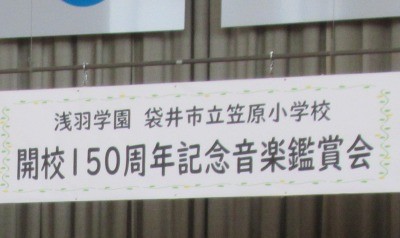 浅羽学園 袋井市立笠原小学校
開校150周年記念音楽鑑賞会